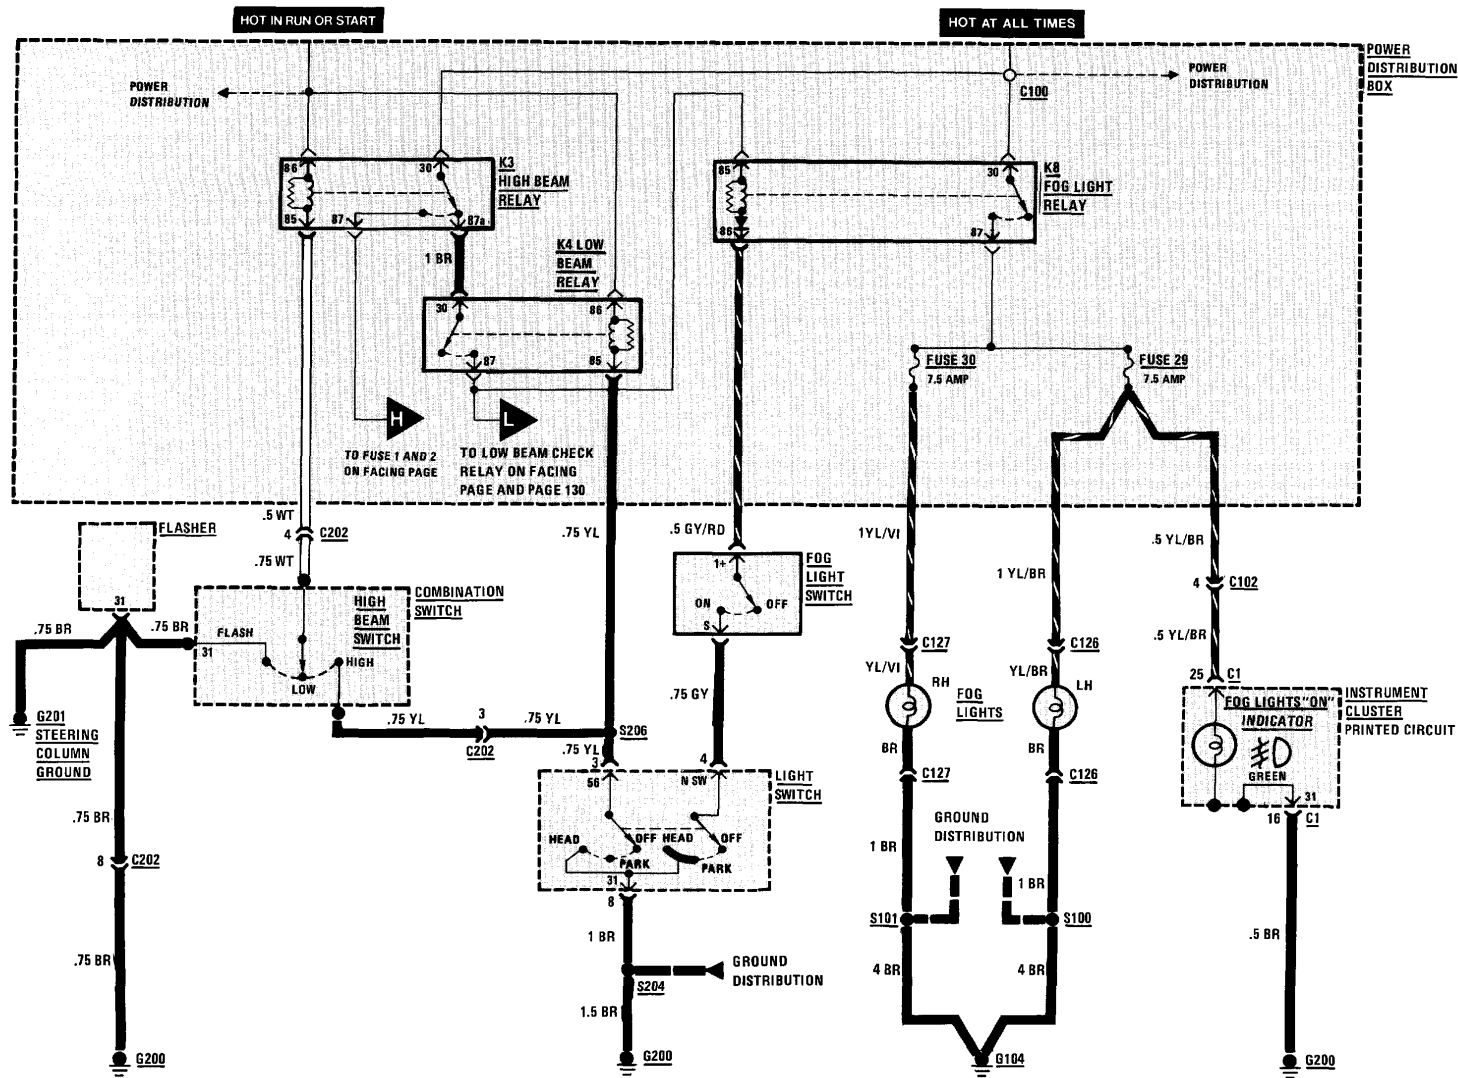 HOT IN RUN OR START
HOT AT ALL TIMES
POWER
DISTRIBUTION
BOX
POWER
DISTRIBUTION
POWER
DISTRIBUTION
C100
86
30
K3
HIGH BEAM
RELAY
85
87
87a
85
30
K8
FOG LIGHT
RELAY
86
87
1 BR
K4 LOW
BEAM
RELAY
30
86
87
85
FUSE 30
7.5 AMP
FUSE 29
7.5 AMP
H
L
TO FUSE 1 AND 2
ON FACING PAGE
TO LOW BEAM CHECK
RELAY ON FACING
PAGE AND PAGE 130
.5 WT
4
C202
.75 WT
.75 YL
.5 GY/RD
1YL/VI
1 YL/BR
.5 YL/BR
4
C102
.5 YL/BR
FLASHER
31
.75 BR
.75 BR
COMBINATION
SWITCH
HIGH
BEAM
SWITCH
FLASH
31
HIGH
LOW
FOG
LIGHT
SWITCH
1+
ON
OFF
S
.75 GY
C127
C126
YL/VI
YL/BR
RH
FOG
LIGHTS
LH
BR
BR
C127
C126
25
C1
FOG LIGHTS "ON"
INDICATOR
GREEN
31
INSTRUMENT
CLUSTER
PRINTED CIRCUIT
16
C1
G201
STEERING
COLUMN
GROUND
.75 YL
3
C202
.75 YL
S206
.75 YL
3
4
56
N SW
LIGHT
SWITCH
HEAD
OFF
PARK
HEAD
OFF
PARK
31
8
.75 BR
8
C202
.75 BR
G200
1 BR
S204
GROUND
DISTRIBUTION
1.5 BR
G200
GROUND
DISTRIBUTION
1 BR
1 BR
S101
S100
4 BR
4 BR
G104
.5 BR
G200